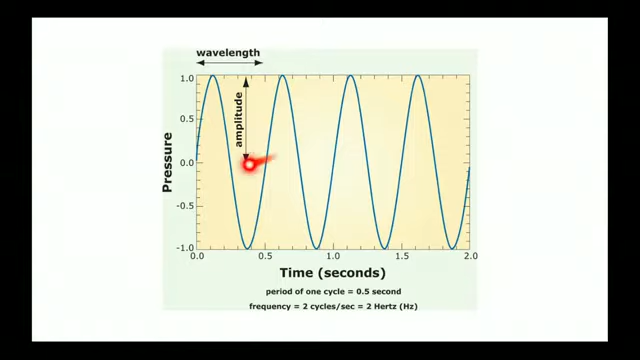 wavelength
1.0
0.5
0.0
-0.5
-1.0
Pressure
amplitude
0.0 0.5 1.0 1.5 2.0
Time (seconds)
period of one cycle = 0.5 second
frequency = 2 cycles/sec = 2 Hertz (Hz)